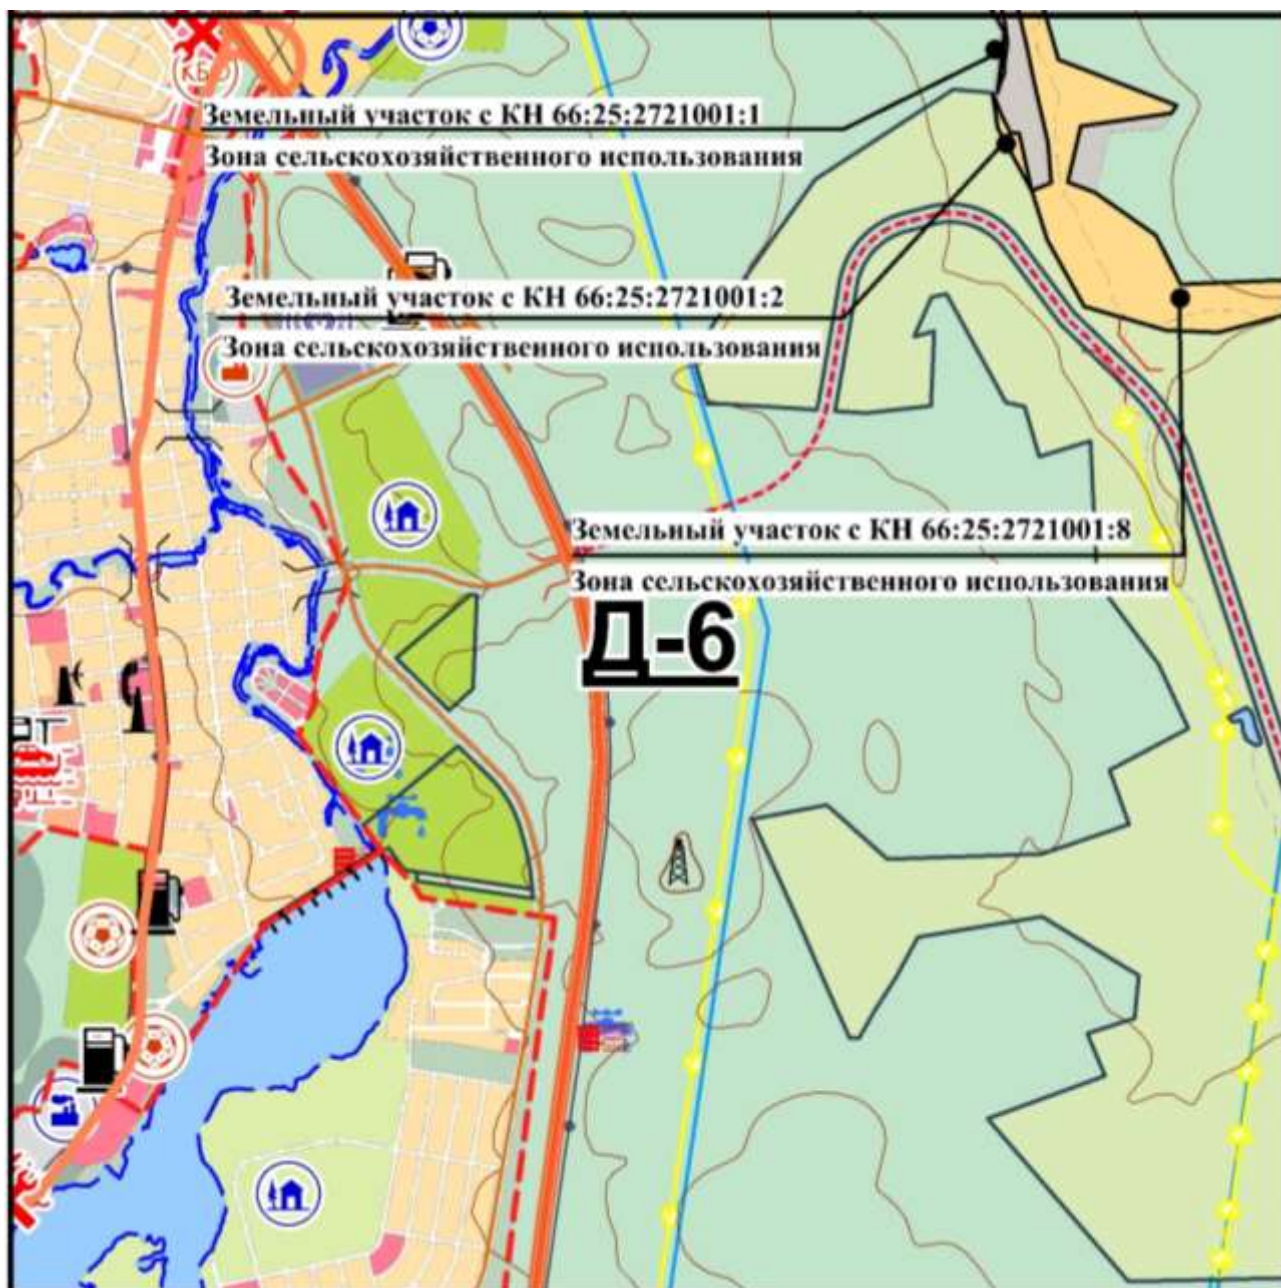 КБО
Земельный участок с КН 66:25:2721001:1
Зона сельскохозяйственного использования
Земельный участок с КН 66:25:2721001:2
Зона сельскохозяйственного использования
Земельный участок с КН 66:25:2721001:8
Зона сельскохозяйственного использования
Д-6